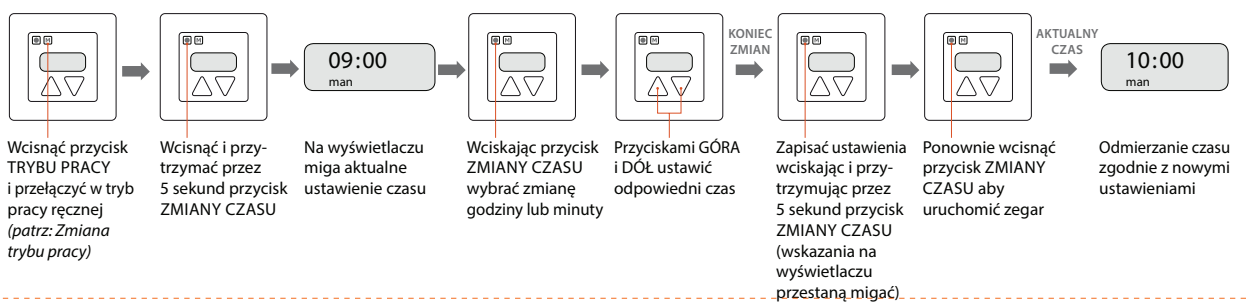 M
Wcisnąć przycisk
TRYBU PRACY
i przełączyć w tryb
pracy ręcznej
(patrz: Zmiana
trybu pracy)
M
Wcisnąć i przy-
trzymać przez
5 sekund przycisk
ZMIANY CZASU
09:00
man
Na wyświetlaczu
miga aktualne
ustawienie czasu
M
Wciskając przycisk
ZMIANY CZASU
wybrać zmianę
godziny lub minuty
M
Przyciskami GÓRA
i DÓŁ ustawić
odpowiedni czas
KONIEC
ZMIAN
M
Zapisać ustawienia
wciskając i przy-
trzymując przez
5 sekund przycisk
ZMIANY CZASU
(wskazania na
wyświetlaczu
przestaną migać)
M
Ponownie wcisnąć
przycisk ZMIANY
CZASU aby
uruchomić zegar
AKTUALNY
CZAS
10:00
man
Odmierzanie czasu
zgodnie z nowymi
ustawieniami